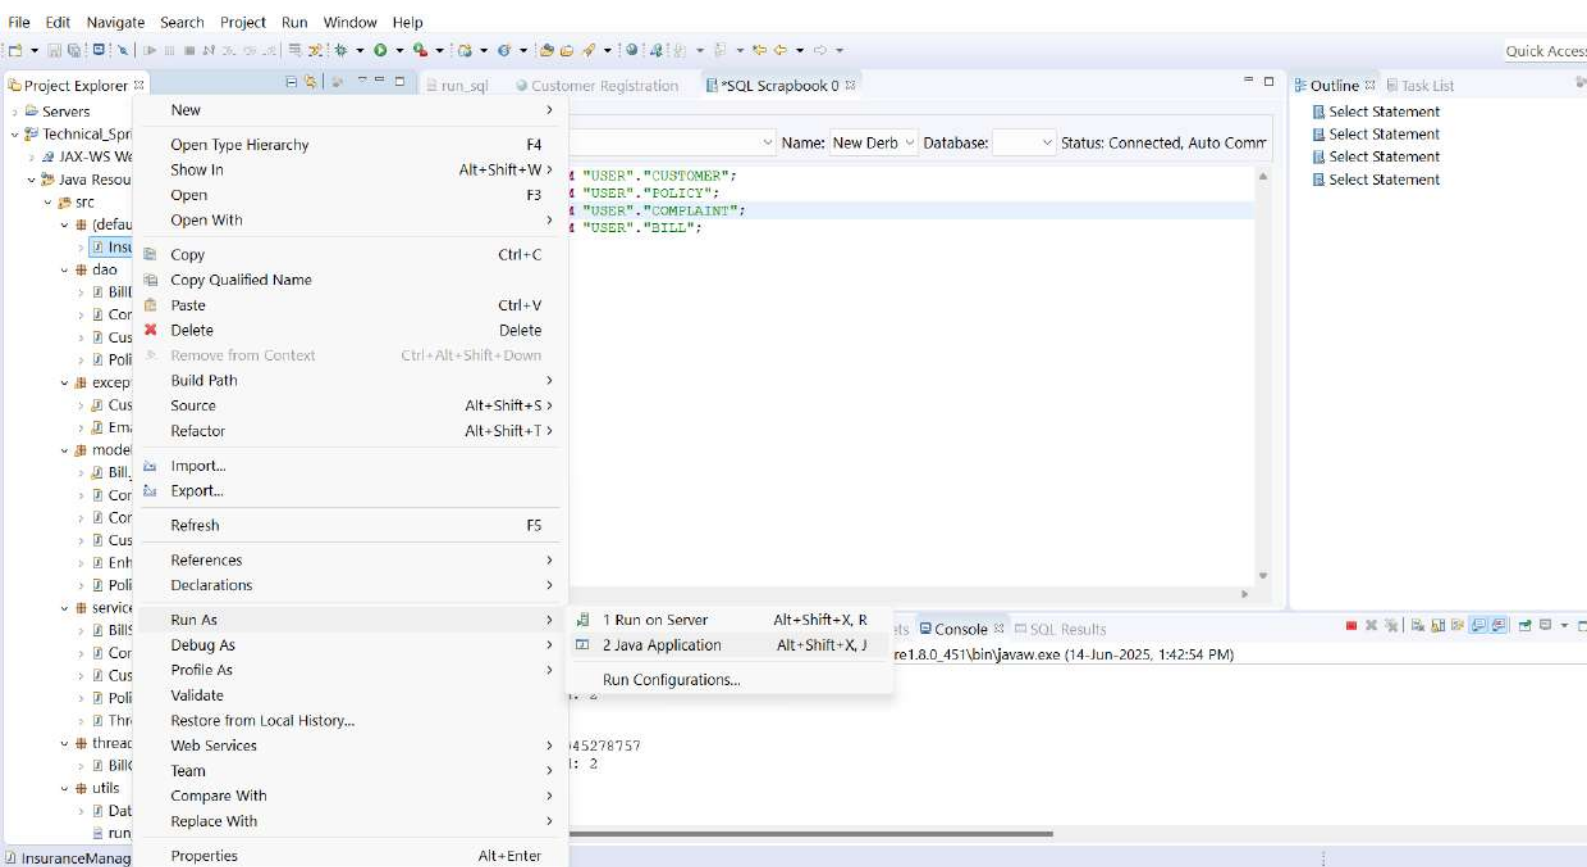 File Edit Navigate Search Project Run Window Help
Quick Access
Project Explorer
run_sql
Customer Registration
*SQL Scrapbook 0
Outline
Task List
Servers
Technical_Spri
JAX-WS We
Java Resou
src
(defau
Insu
dao
Bill
Cor
Cus
Poli
excep
Cus
Ema
model
Bill.
Cor
Cor
Cus
Enh
Poli
service
BillS
Cor
Cus
Poli
Thr
thread
Bill
utils
Dat
run
InsuranceManag
New
Open Type Hierarchy F4
Show In Alt+Shift+W
Open F3
Open With
Copy Ctrl+C
Copy Qualified Name
Paste Ctrl+V
Delete Delete
Remove from Context Ctrl+Alt+Shift+Down
Build Path
Source Alt+Shift+S
Refactor Alt+Shift+T
Import...
Export...
Refresh F5
References
Declarations
Run As
Debug As
Profile As
Validate
Restore from Local History...
Web Services
Team
Compare With
Replace With
Properties Alt+Enter
1 Run on Server Alt+Shift+X, R
2 Java Application Alt+Shift+X, J
Run Configurations...
Name: New Derb Database: Status: Connected, Auto Comm
"USER"."CUSTOMER";
"USER"."POLICY";
"USER"."COMPLAINT";
"USER"."BILL";
Select Statement
Select Statement
Select Statement
Select Statement
Console
SQL Results
re1.8.0_451\bin\javaw.exe (14-Jun-2025, 1:42:54 PM)
: 2
45278757
: 2